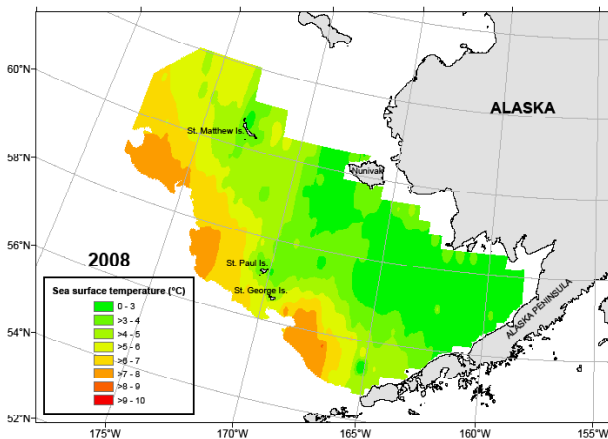 60°N
58°N
56°N
54°N
52°N
ALASKA
St. Matthew Is.
Nunivak
2008
St. Paul Is.
St. George Is.
ALASKA PENINSULA
Sea surface temperature (°C)
0 - 3
>3 - 4
>4 - 5
>5 - 6
>6 - 7
>7 - 8
>8 - 9
>9 - 10
175°W
170°W
165°W
160°W
155°W